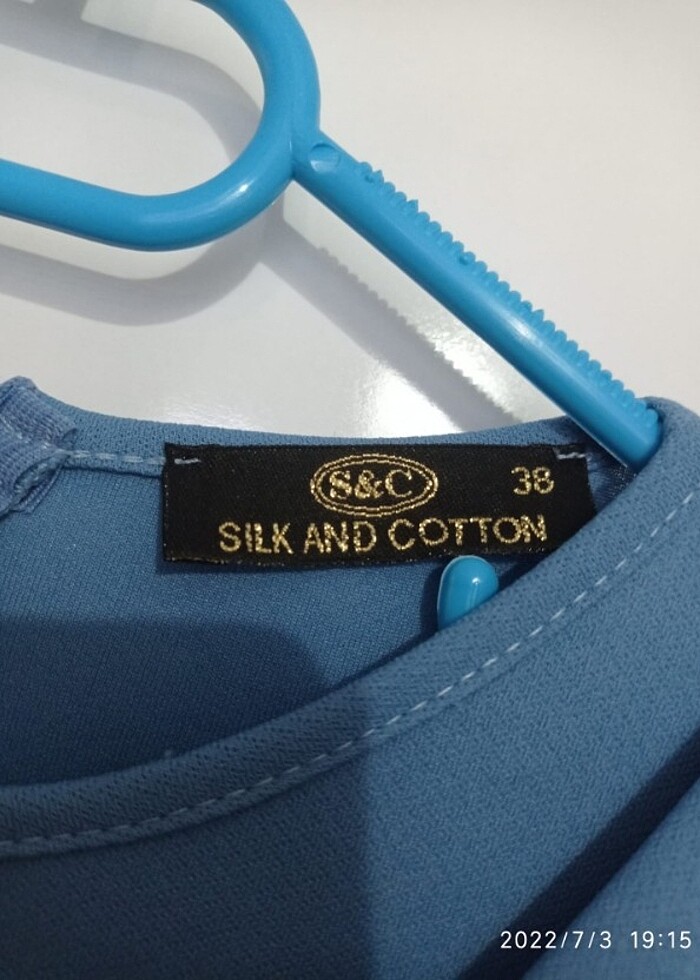 S&C
38
SILK AND COTTON
2022/7/3 19:15